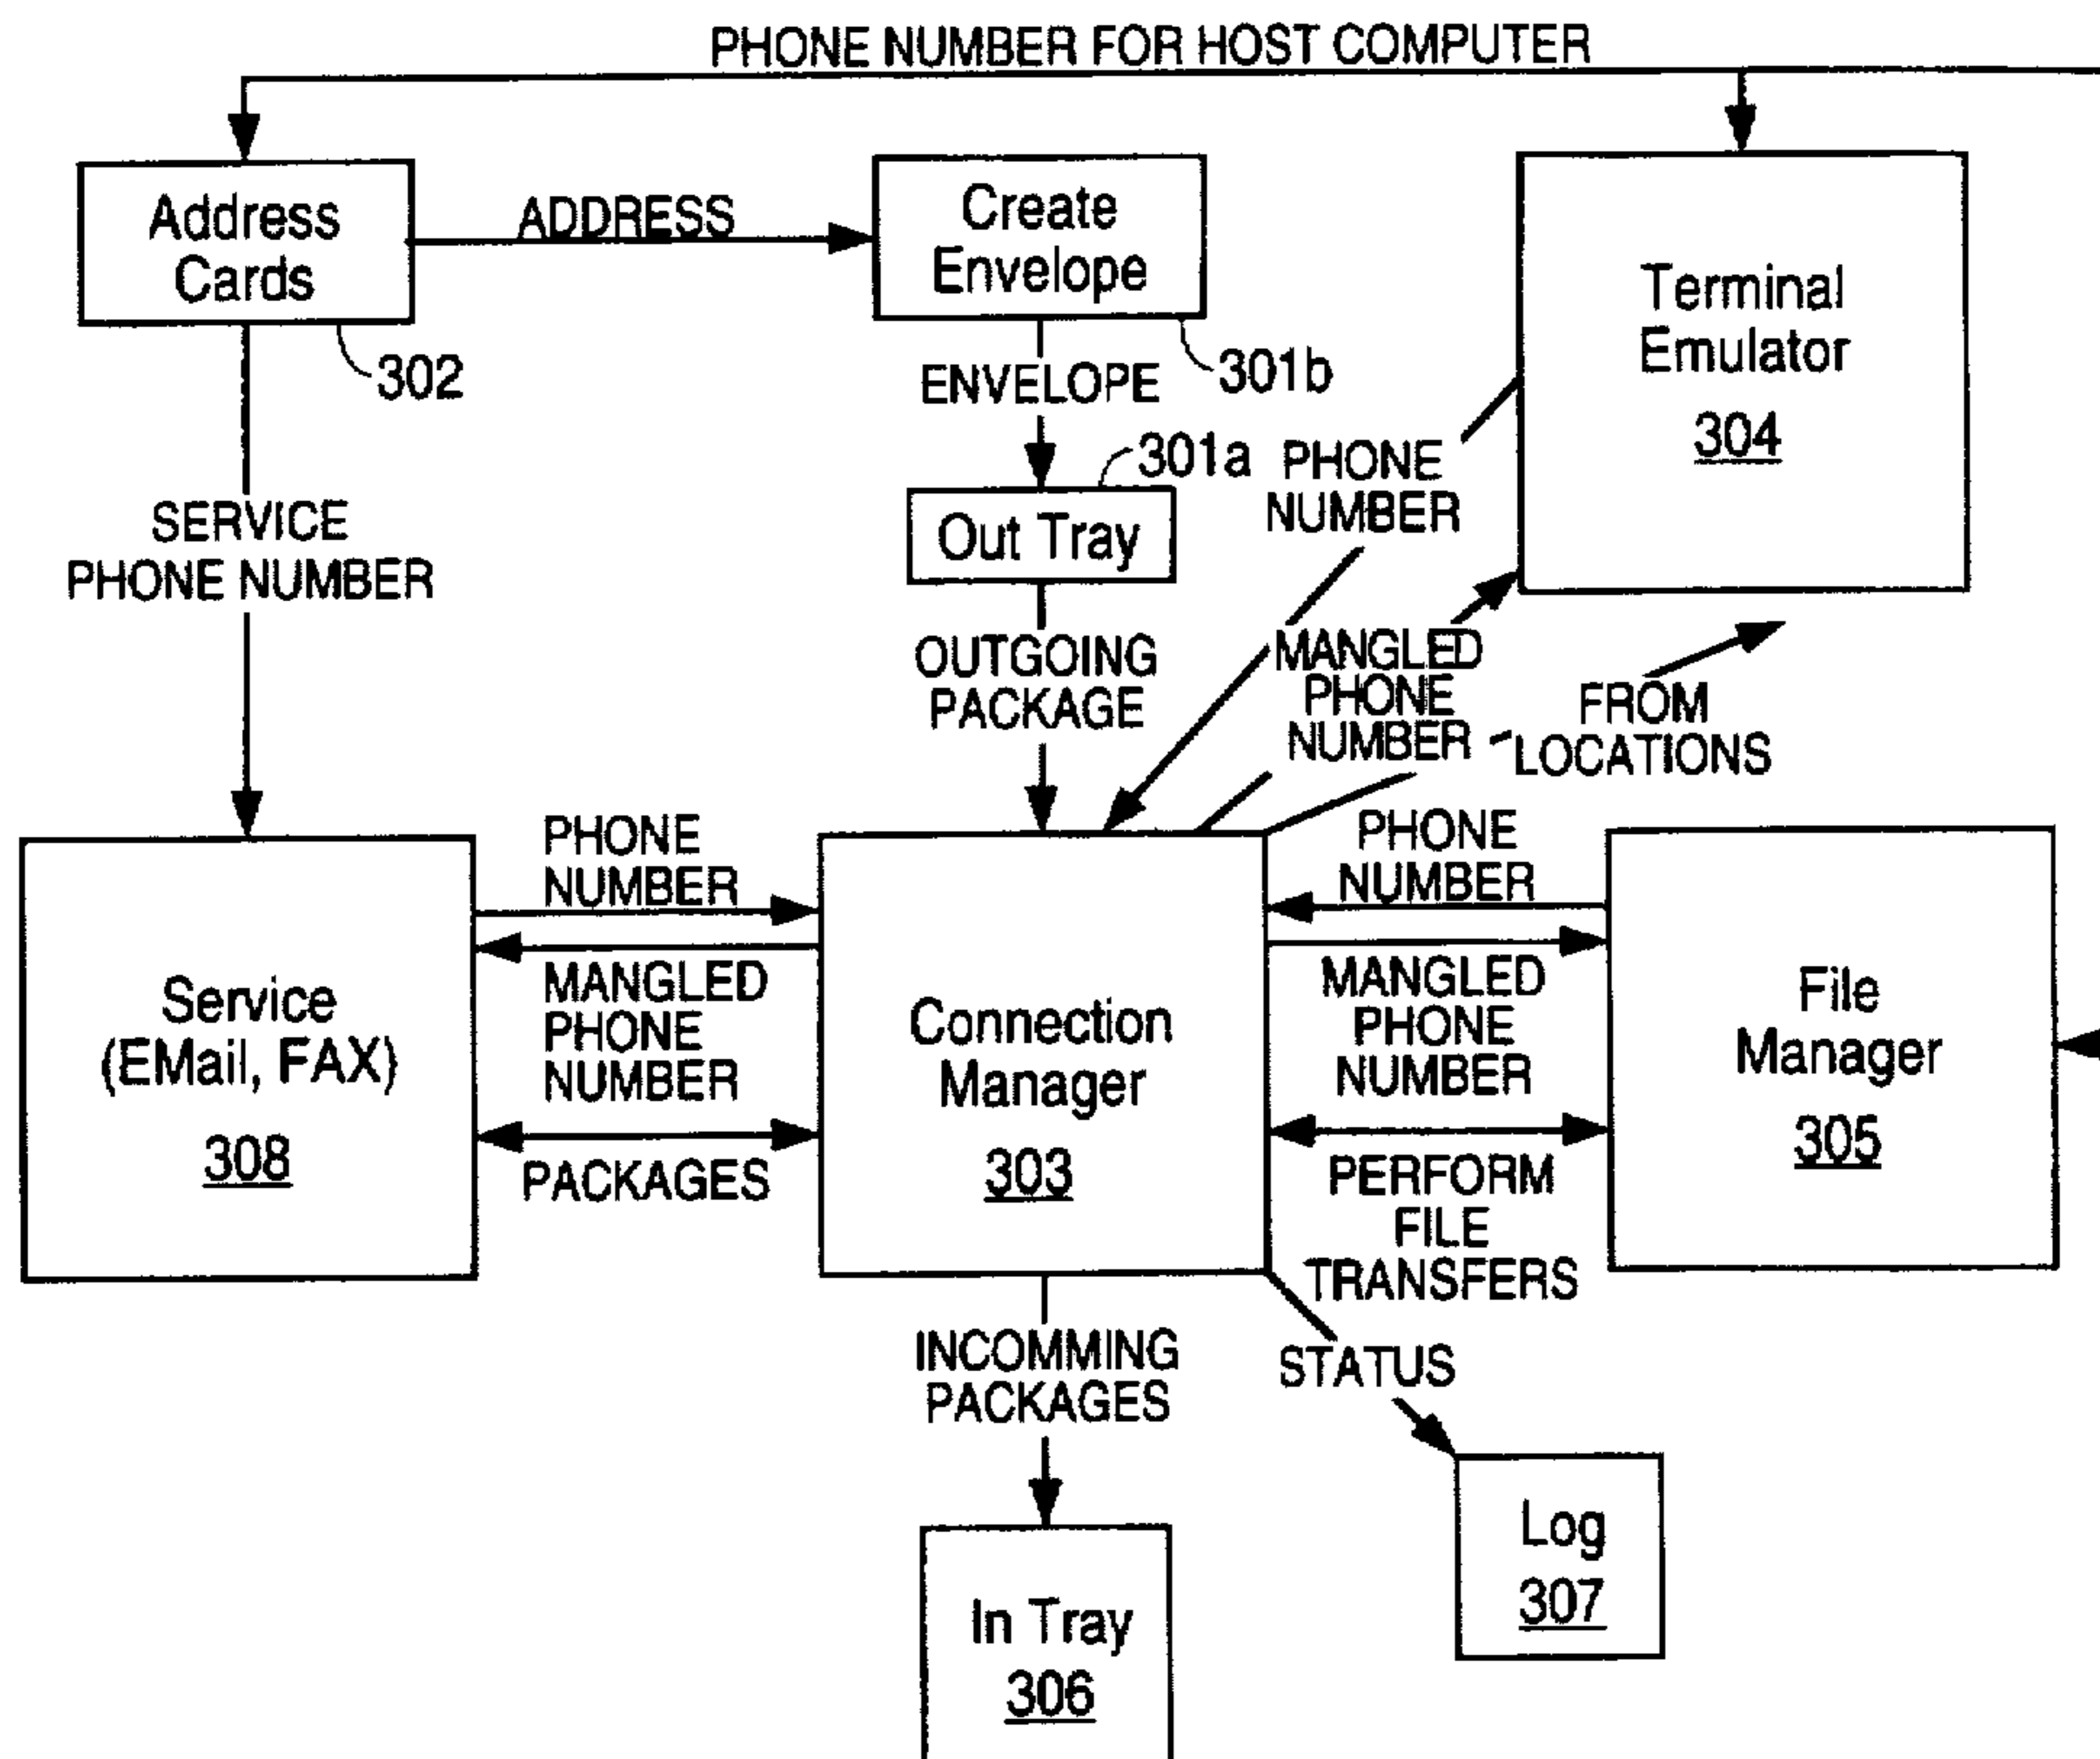 PHONE NUMBER FOR HOST COMPUTER
Address
Cards
302
ADDRESS
Create
Envelope
301b
ENVELOPE
301a
Out Tray
OUTGOING
PACKAGE
Terminal
Emulator
304
PHONE
NUMBER
MANGLED
PHONE
NUMBER
FROM
LOCATIONS
SERVICE
PHONE NUMBER
Service
(EMail, FAX)
308
PHONE
NUMBER
MANGLED
PHONE
NUMBER
PACKAGES
Connection
Manager
303
PHONE
NUMBER
MANGLED
PHONE
NUMBER
PERFORM
FILE
TRANSFERS
File
Manager
305
INCOMMING
PACKAGES
STATUS
In Tray
306
Log
307